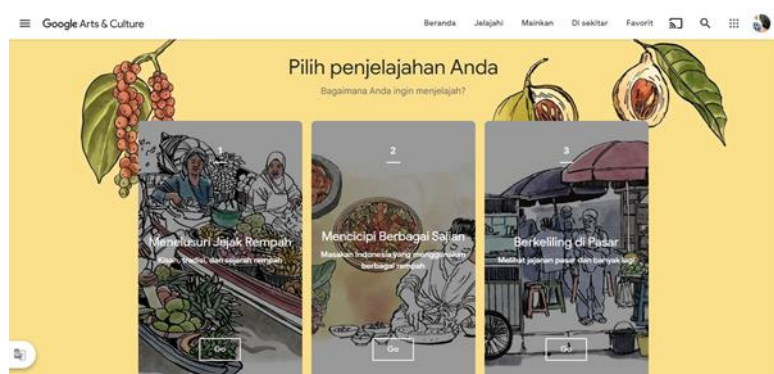 Google Arts & Culture
Beranda Jelajahi Mainkan Di sekitar Favorit
Pilih penjelajahan Anda
Bagaimana Anda ingin menjelajah?
1
Menelusuri Jejak Rempah
Kisah, tradisi, dan sejarah rempah
Go
2
Mencicipi Berbagai Sajian
Masakan Indonesia yang menggunakan
berbagai rempah
Go
3
Berkeliling di Pasar
Melihat jajanan pasar dan banyak lagi
Go